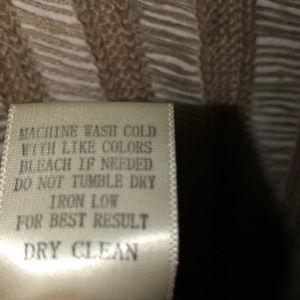 MACHINE WASH COLD
WITH LIKE COLORS
BLEACH IF NEEDED
DO NOT TUMBLE DRY
IRON LOW
FOR BEST RESULT
DRY CLEAN